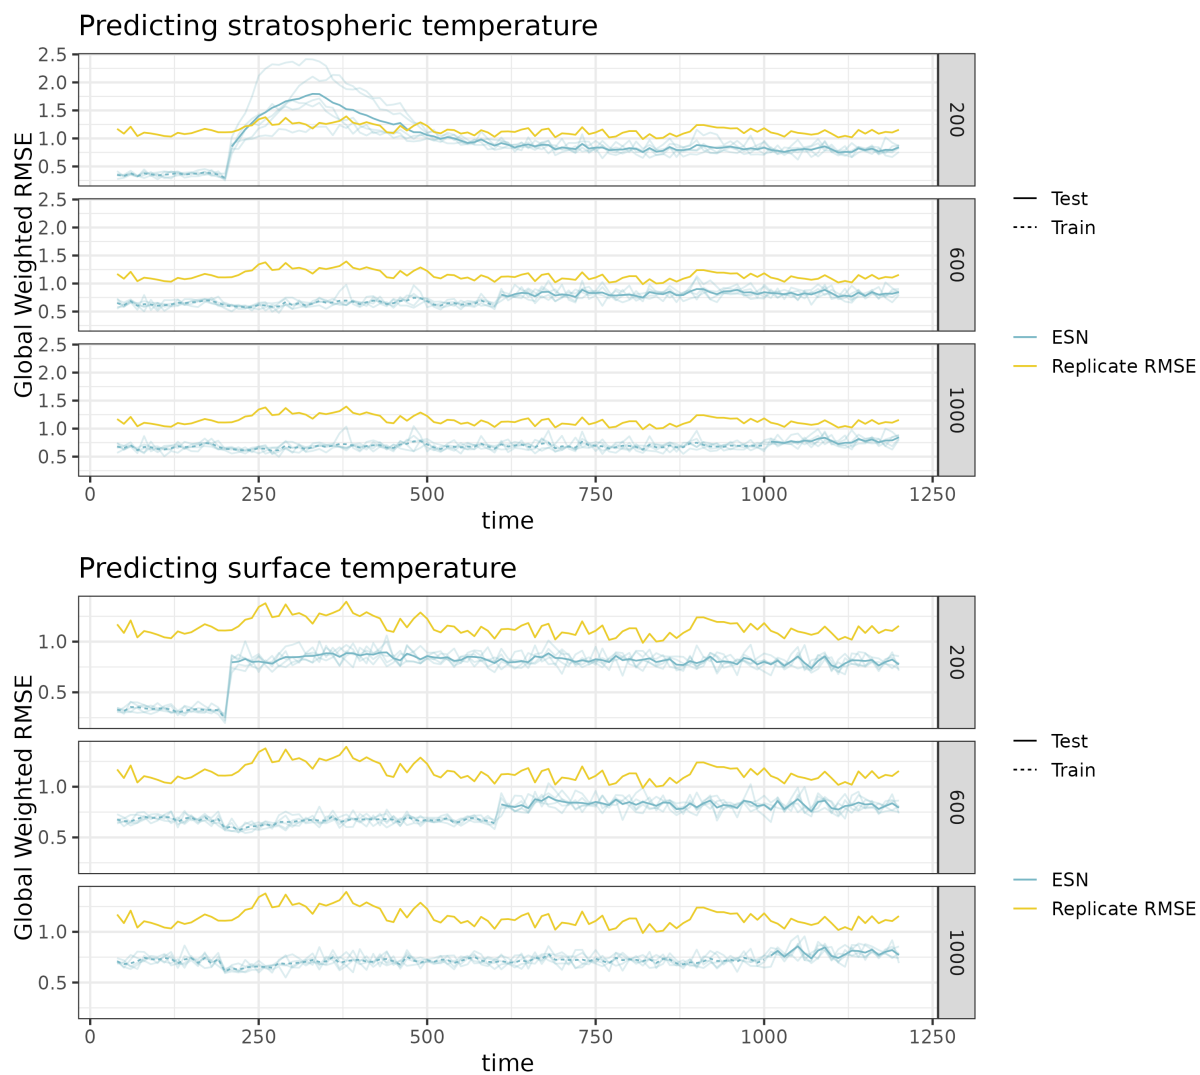 Predicting stratospheric temperature
Global Weighted RMSE
2.5
2.0
1.5
1.0
0.5
200
2.5
2.0
1.5
1.0
0.5
600
2.5
2.0
1.5
1.0
0.5
1000
0 250 500 750 1000 1250
time
Test
Train
ESN
Replicate RMSE
Predicting surface temperature
Global Weighted RMSE
1.0
0.5
200
1.0
0.5
600
1.0
0.5
1000
0 250 500 750 1000 1250
time
Test
Train
ESN
Replicate RMSE